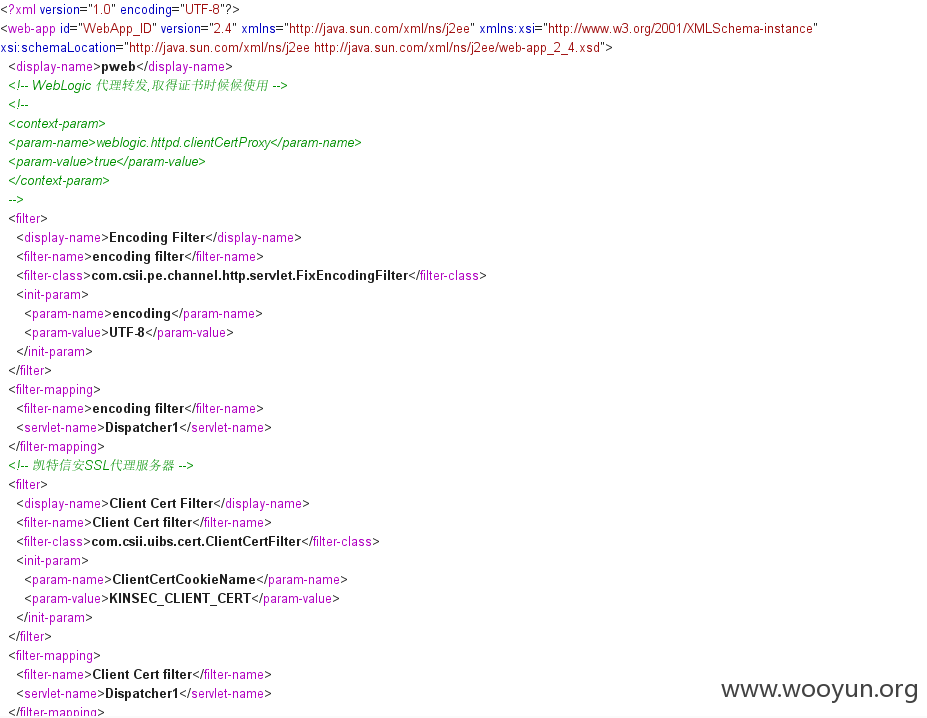 <?xml version="1.0" encoding="UTF-8"?>
<web-app id="WebApp_ID" version="2.4" xmlns="http://java.sun.com/xml/ns/j2ee" xmlns:xsi="http://www.w3.org/2001/XMLSchema-instance"
xsi:schemaLocation="http://java.sun.com/xml/ns/j2ee http://java.sun.com/xml/ns/j2ee/web-app_2_4.xsd">
<display-name>pweb</display-name>
<!-- WebLogic 代理转发,取得证书时候候使用 -->
<!--
<context-param>
<param-name>weblogic.httpd.clientCertProxy</param-name>
<param-value>true</param-value>
</context-param>
-->
<filter>
<display-name>Encoding Filter</display-name>
<filter-name>encoding filter</filter-name>
<filter-class>com.csii.pe.channel.http.servlet.FixEncodingFilter</filter-class>
<init-param>
<param-name>encoding</param-name>
<param-value>UTF-8</param-value>
</init-param>
</filter>
<filter-mapping>
<filter-name>encoding filter</filter-name>
<servlet-name>Dispatcher1</servlet-name>
</filter-mapping>
<!-- 凯特信安SSL代理服务器 -->
<filter>
<display-name>Client Cert Filter</display-name>
<filter-name>Client Cert filter</filter-name>
<filter-class>com.csii.uibs.cert.ClientCertFilter</filter-class>
<init-param>
<param-name>ClientCertCookieName</param-name>
<param-value>KINSEC_CLIENT_CERT</param-value>
</init-param>
</filter>
<filter-mapping>
<filter-name>Client Cert filter</filter-name>
<servlet-name>Dispatcher1</servlet-name>
</filter-mapping>
www.wooyun.org